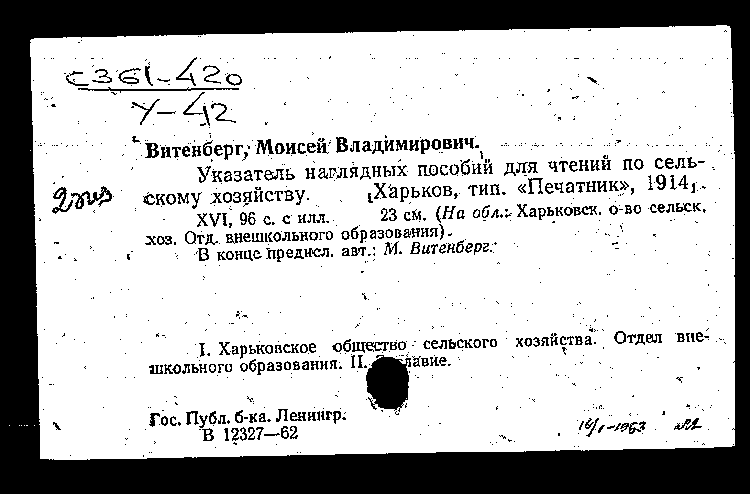 С361-420
У-42
Витенберг, Моисей Владимирович.
Указатель наглядных пособий для чтений по сель-
скому хозяйству. [Харьков, тип. «Печатник», 1914].
2 экз
XVI, 96 с. с илл. 23 см. (На обл.: Харьковск. о-во сельск.
хоз. Отд. внешкольного образования).
В конце предисл. авт.: М. Витенберг.
I. Харьковское общество сельского хозяйства. Отдел вне-
школьного образования. II.
Гос. Публ. б-ка. Ленингр.
В 12327—62